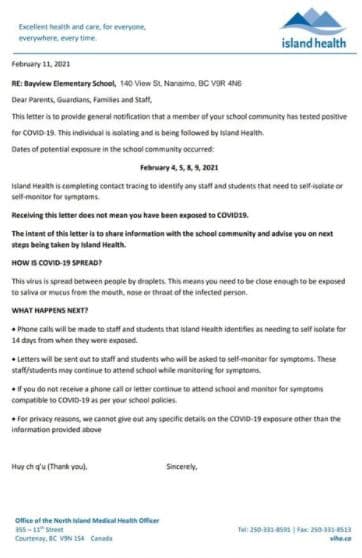 Excellent health and care, for everyone,
everywhere, every time.
island health
February 11, 2021
RE: Bayview Elementary School, 140 View St, Nanaimo, BC V9R 4N6
Dear Parents, Guardians, Families and Staff,
This letter is to provide general notification that a member of your school community has tested positive
for COVID-19. This individual is isolating and is being followed by Island Health.
Dates of potential exposure in the school community occurred:
February 4, 5, 8, 9, 2021
Island Health is completing contact tracing to identify any staff and students that need to self-isolate or
self-monitor for symptoms.
Receiving this letter does not mean you have been exposed to COVID19.
The intent of this letter is to share information with the school community and advise you on next
steps being taken by Island Health.
HOW IS COVID-19 SPREAD?
This virus is spread between people by droplets. This means you need to be close enough to be exposed
to saliva or mucus from the mouth, nose or throat of the infected person.
WHAT HAPPENS NEXT?
• Phone calls will be made to staff and students that Island Health identifies as needing to self isolate for
14 days from when they were exposed.
• Letters will be sent out to staff and students who will be asked to self-monitor for symptoms. These
staff/students may continue to attend school while monitoring for symptoms.
• If you do not receive a phone call or letter continue to attend school and monitor for symptoms
compatible to COVID-19 as per your school policies.
• For privacy reasons, we cannot give out any specific details on the COVID-19 exposure other than the
information provided above
Huy ch q'u (Thank you), Sincerely,
Office of the North Island Medical Health Officer
355 – 11th Street Tel: 250-331-8591 | Fax: 250-331-8513
Courtenay, BC V9N 1S4 Canada viha.ca